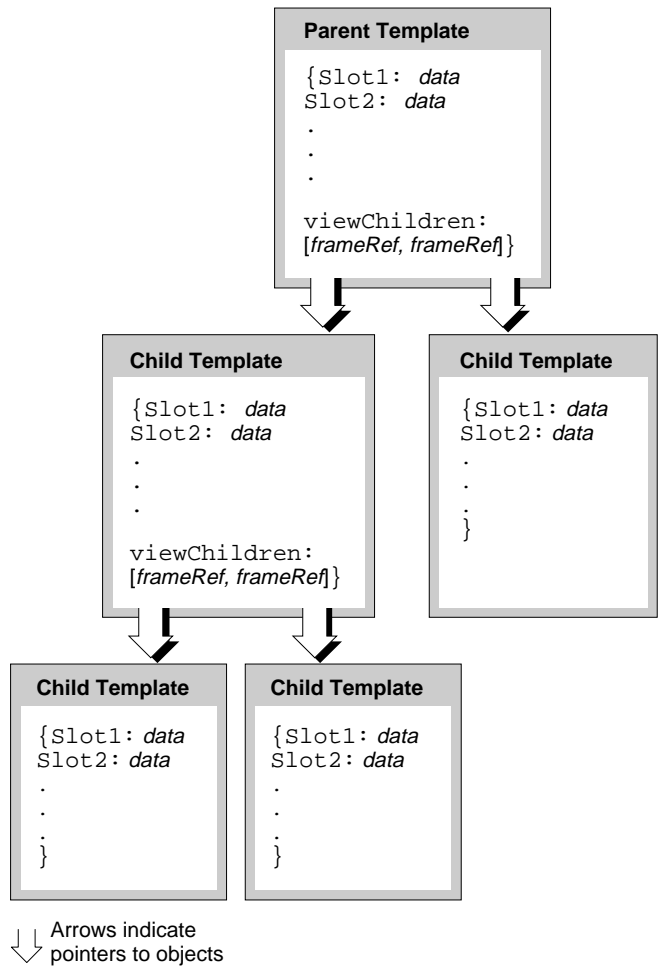 Parent Template
{Slot1: data
Slot2: data
.
.
.
viewChildren:
[frameRef, frameRef]}
Child Template
{Slot1: data
Slot2: data
.
.
.
viewChildren:
[frameRef, frameRef]}
Child Template
{Slot1: data
Slot2: data
.
.
.
}
Child Template
{Slot1: data
Slot2: data
.
.
.
}
Child Template
{Slot1: data
Slot2: data
.
.
.
}
Arrows indicate
pointers to objects